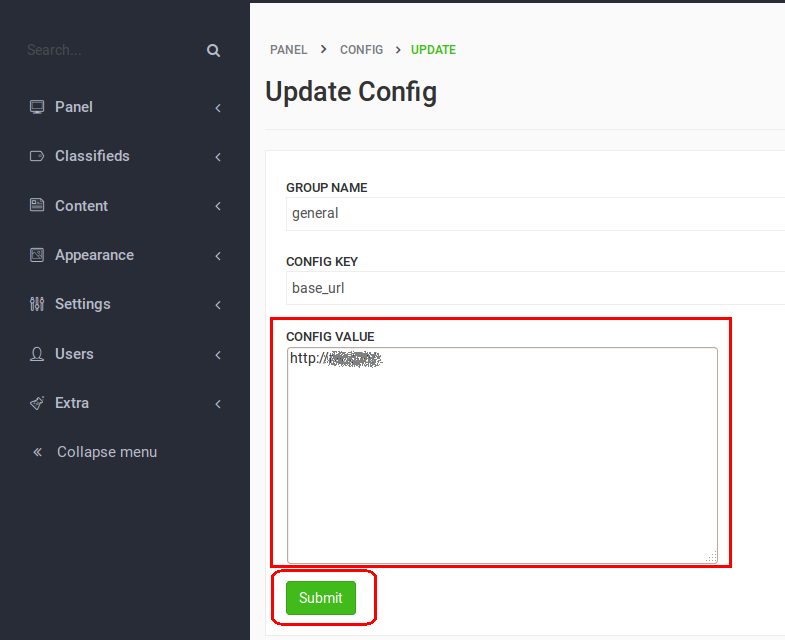 Search...
Panel
Classifieds
Content
Appearance
Settings
Users
Extra
Collapse menu
PANEL > CONFIG > UPDATE
Update Config
GROUP NAME
general
CONFIG KEY
base_url
CONFIG VALUE
http://
Submit